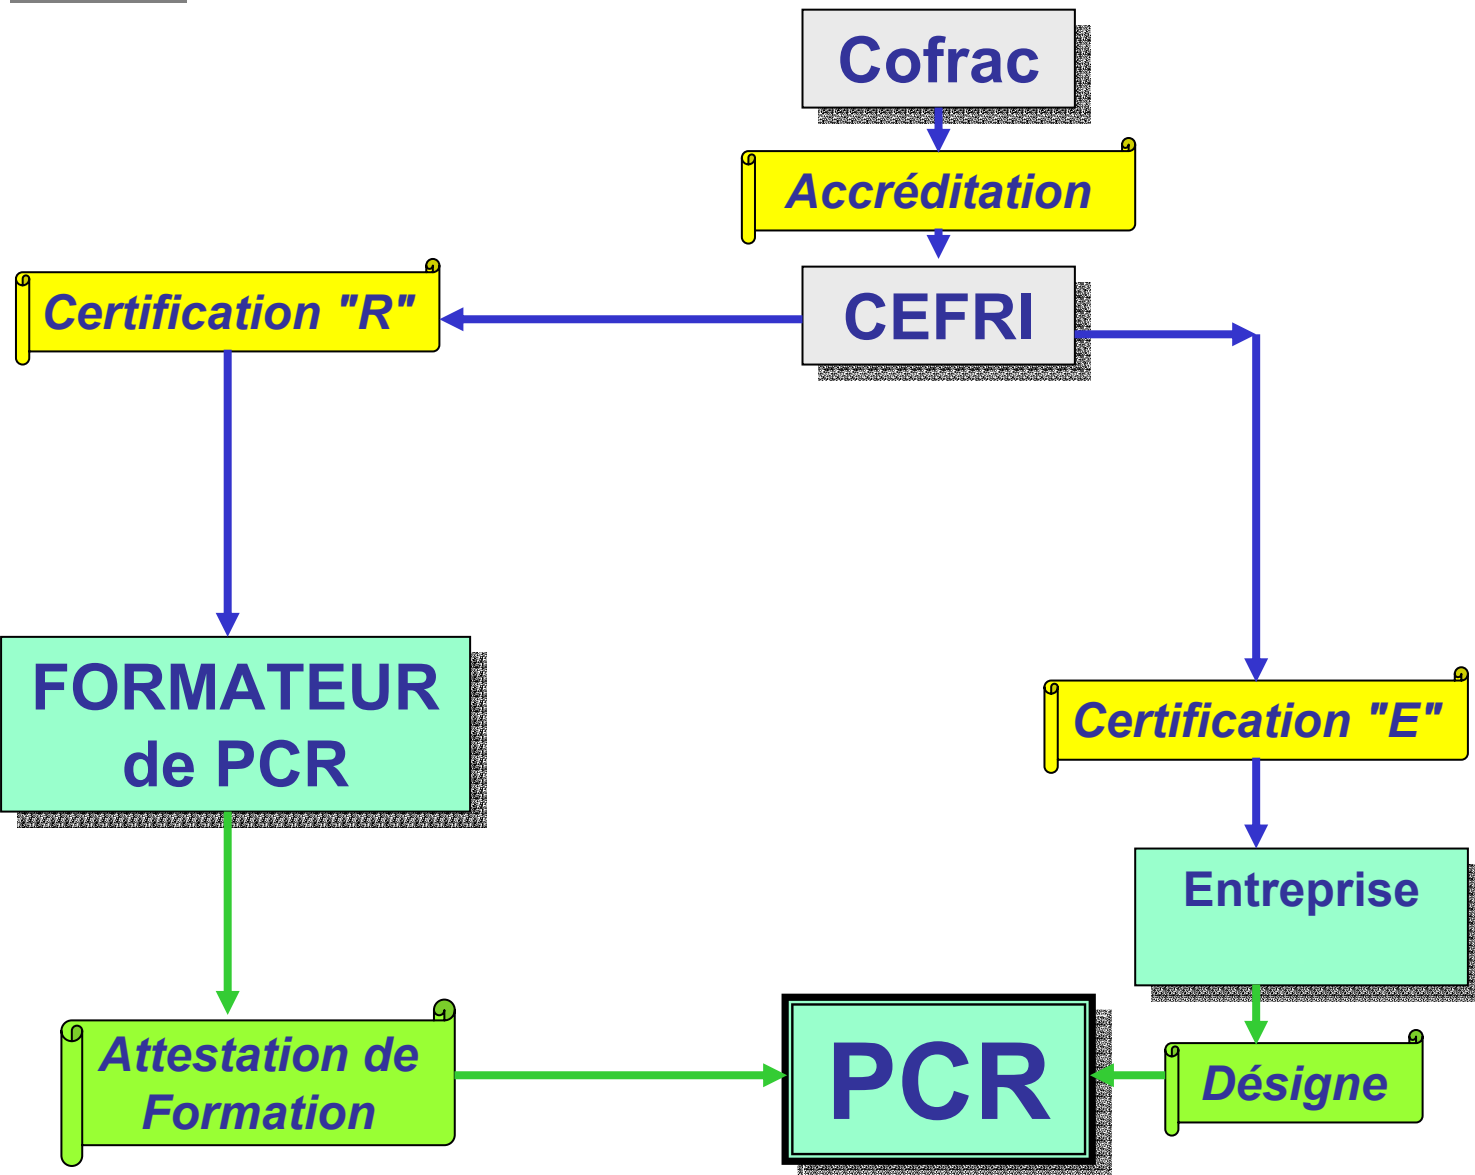 Cofrac
Accréditation
Certification "R"
CEFRI
FORMATEUR
de PCR
Certification "E"
Entreprise
Attestation de
Formation
PCR
Désigne